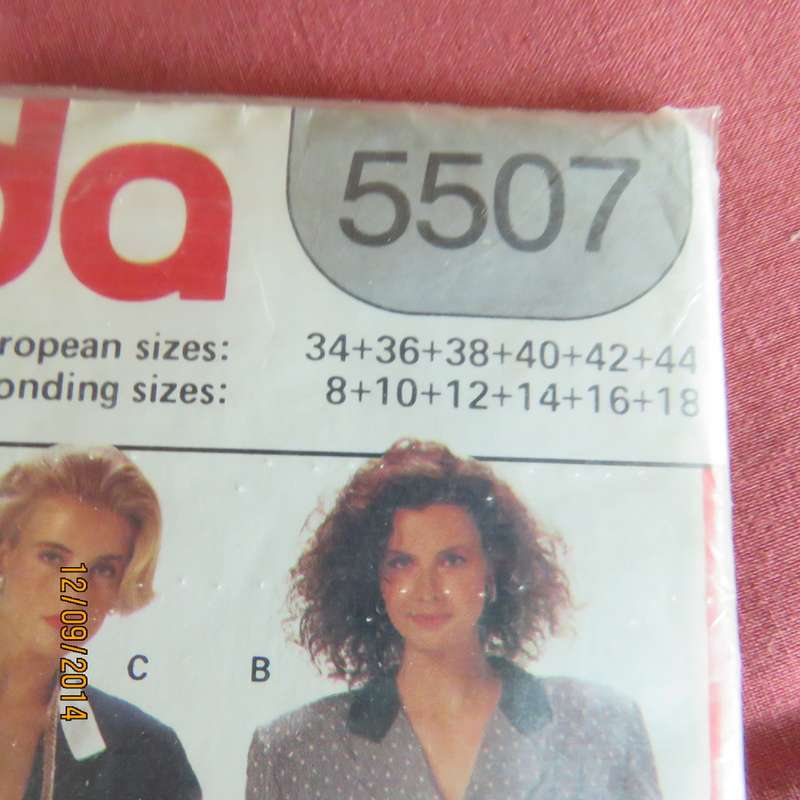 da
5507
ropean sizes: 34+36+38+40+42+44
onding sizes: 8+10+12+14+16+18
C B
12/09/2014